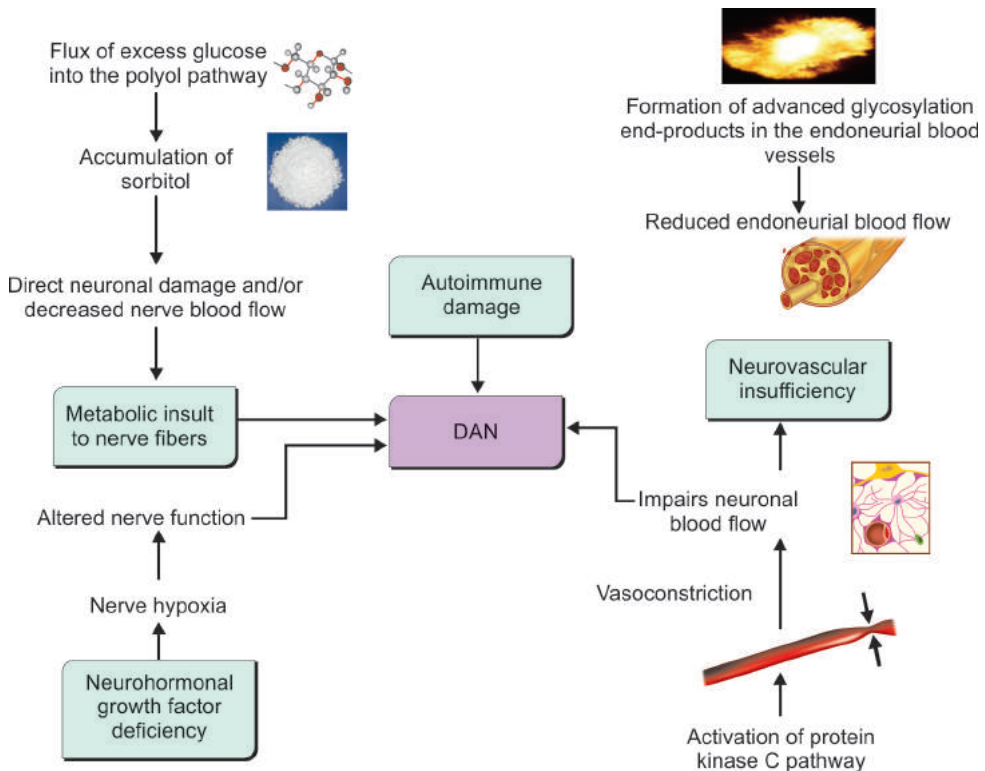 Flux of excess glucose
into the polyol pathway
Accumulation of
sorbitol
Direct neuronal damage and/or
decreased nerve blood flow
Metabolic insult
to nerve fibers
Altered nerve function
Nerve hypoxia
Neurohormonal
growth factor
deficiency
Autoimmune
damage
DAN
Formation of advanced glycosylation
end-products in the endoneurial blood
vessels
Reduced endoneurial blood flow
Neurovascular
insufficiency
Impairs neuronal
blood flow
Vasoconstriction
Activation of protein
kinase C pathway